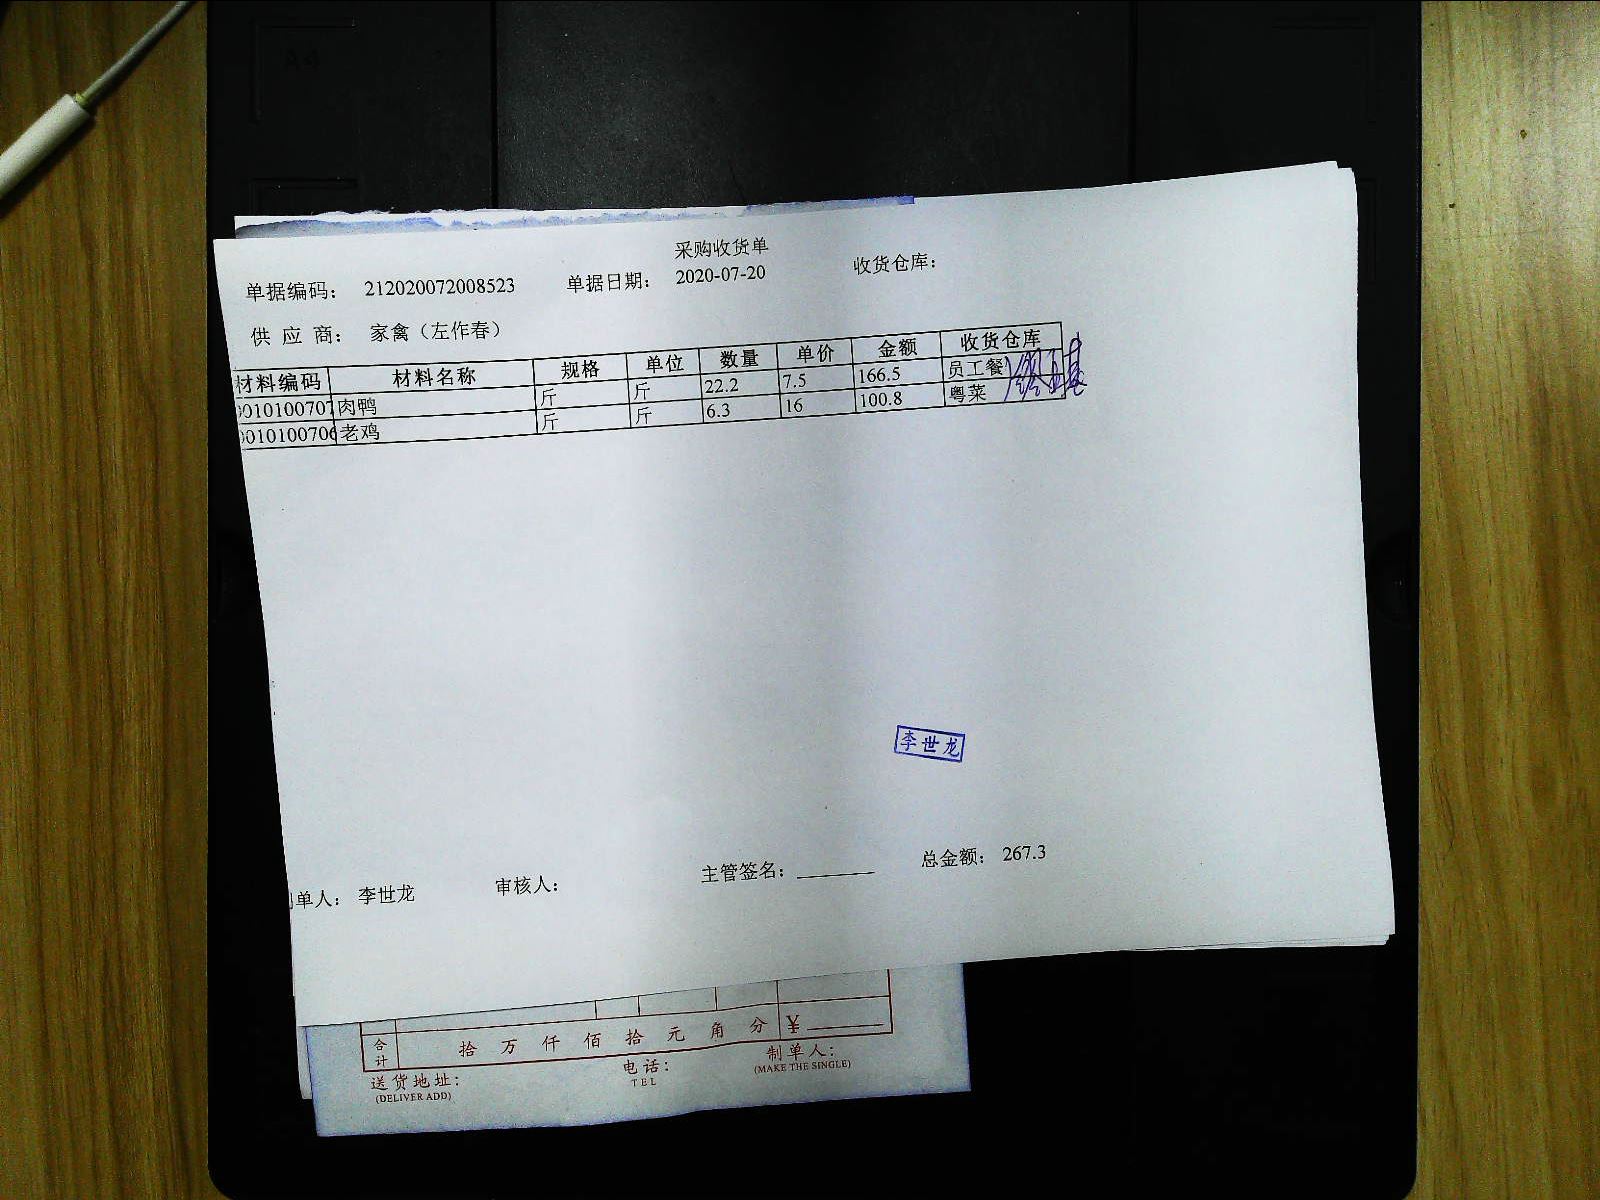 采购收货单
单据编码： 212020072008523 单据日期： 2020-07-20 收货仓库：
供 应 商： 家禽（左作春）
材料编码 材料名称 规格 单位 数量 单价 金额 收货仓库
0010100707 肉鸭 斤 斤 22.2 7.5 166.5 员工餐
0010100706 老鸡 斤 斤 6.3 16 100.8 粤菜
李世龙
单人： 李世龙 审核人： 主管签名： 总金额： 267.3
合计 拾 万 仟 佰 拾 元 角 分 ¥
送货地址： 电话： 制单人：
(DELIVER ADD) TEL (MAKE THE SINGLE)